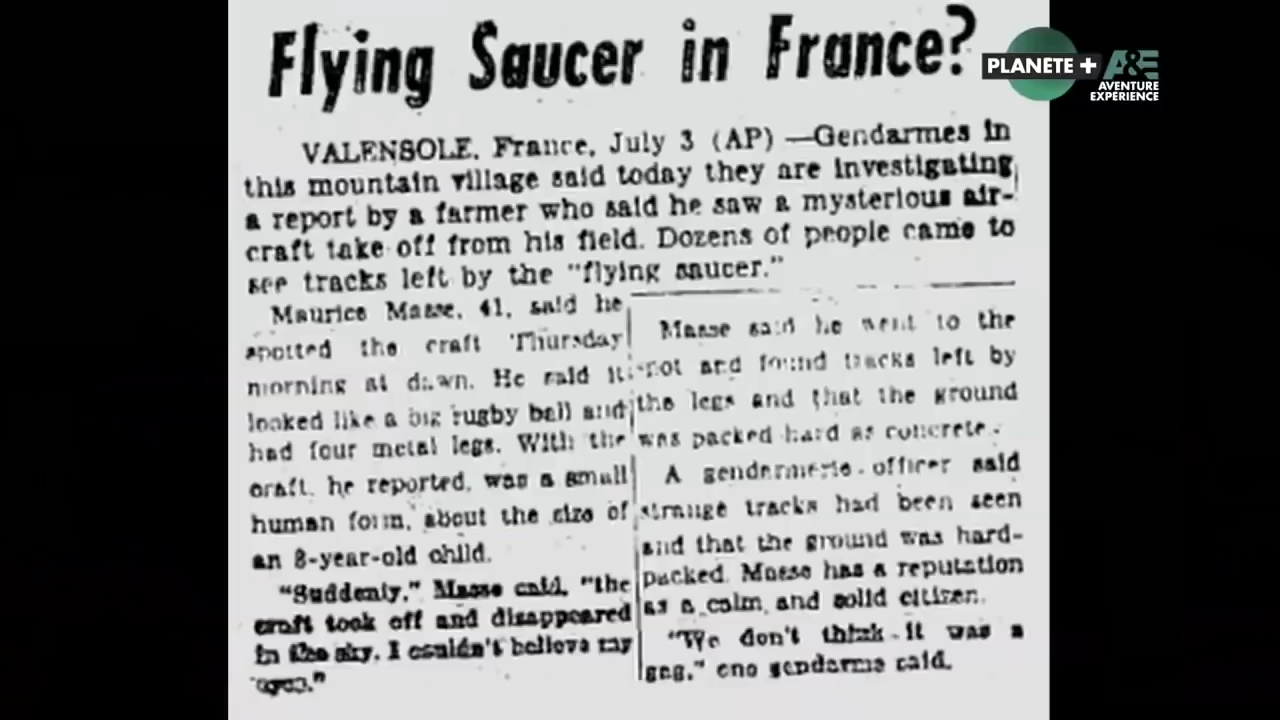 Flying Saucer in France?
PLANETE +
A&E
AVENTURE
EXPERIENCE
VALENSOLE, France, July 3 (AP) —Gendarmes in
this mountain village said today they are investigating
a report by a farmer who said he saw a mysterious air-
craft take off from his field. Dozens of people came to
see tracks left by the "flying saucer."
Maurice Masse, 41, said he
spotted the craft Thursday
morning at dawn. He said it
looked like a big rugby ball and
had four metal legs. With the
craft, he reported, was a small
human form, about the size of
an 8-year-old child.
"Suddenly," Masse said, "the
craft took off and disappeared
in the sky. I couldn't believe my
eyes."
Masse said he went to the
spot and found tracks left by
the legs and that the ground
was packed hard as concrete.
A gendarmerie officer said
strange tracks had been seen
and that the ground was hard-
packed. Masse has a reputation
as a calm and solid citizen.
"We don't think it was a
gag," one gendarme said.